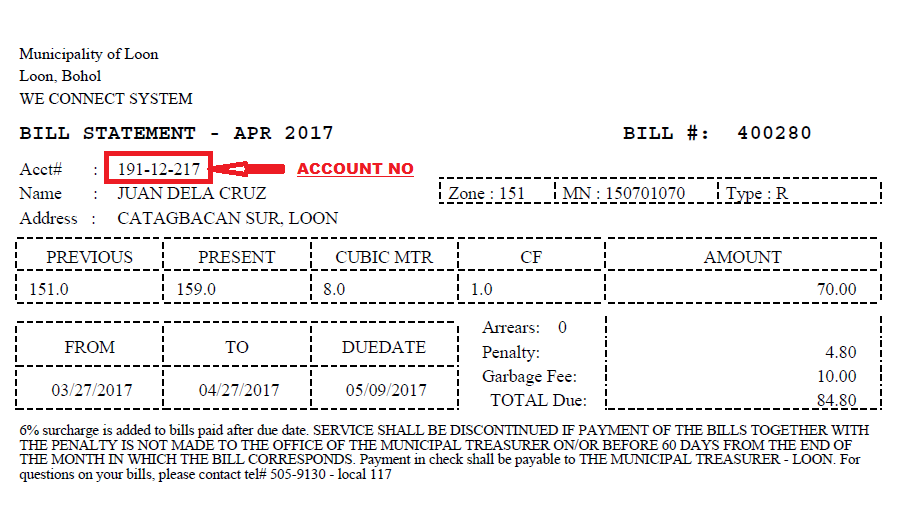 Municipality of Loon
Loon, Bohol
WE CONNECT SYSTEM
BILL STATEMENT - APR 2017 BILL #: 400280
Acct# : 191-12-217 ACCOUNT NO
Name : JUAN DELA CRUZ Zone : 151 MN : 150701070 Type : R
Address : CATAGBACAN SUR, LOON
PREVIOUS PRESENT CUBIC MTR CF AMOUNT
151.0 159.0 8.0 1.0 70.00
Arrears: 0
FROM TO DUEDATE
Penalty: 4.80
Garbage Fee: 10.00
03/27/2017 04/27/2017 05/09/2017
TOTAL Due: 84.80
6% surcharge is added to bills paid after due date. SERVICE SHALL BE DISCONTINUED IF PAYMENT OF THE BILLS TOGETHER WITH
THE PENALTY IS NOT MADE TO THE OFFICE OF THE MUNICIPAL TREASURER ON/OR BEFORE 60 DAYS FROM THE END OF
THE MONTH IN WHICH THE BILL CORRESPONDS. Payment in check shall be payable to THE MUNICIPAL TREASURER - LOON. For
questions on your bills, please contact tel# 505-9130 - local 117